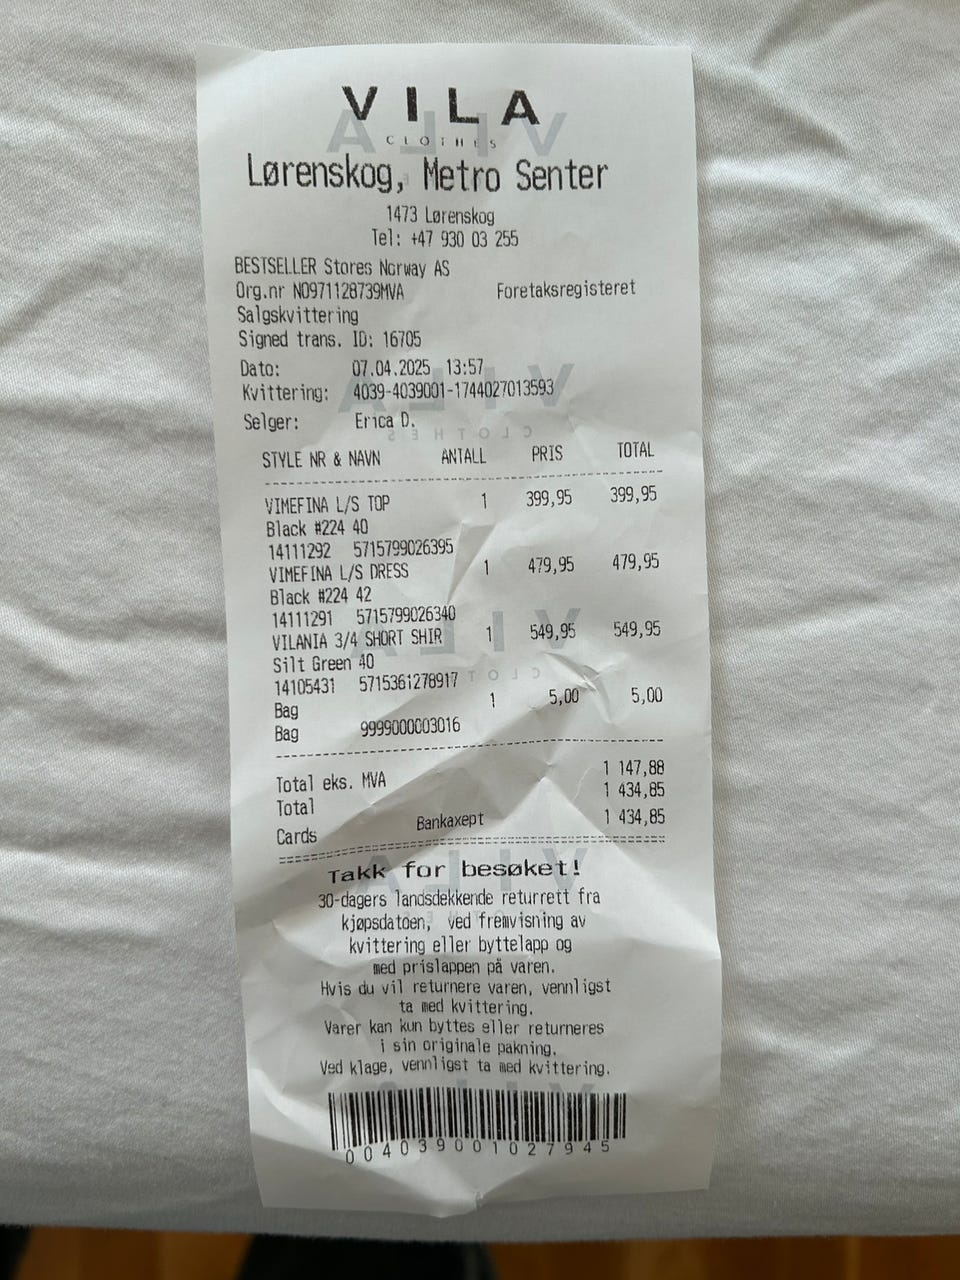 VILA
CLOTHES
Lørenskog, Metro Senter
1473 Lørenskog
Tel: +47 930 03 255
BESTSELLER Stores Norway AS
Org.nr NO971128739MVA Foretaksregisteret
Salgskvittering
Signed trans. ID: 16705
Dato: 07.04.2025 13:57
Kvittering: 4039-4039001-1744027013593
Selger: Erica D.
STYLE NR & NAVN ANTALL PRIS TOTAL
VIMEFINA L/S TOP 1 399,95 399,95
Black #224 40
14111292 5715799026395
VIMEFINA L/S DRESS 1 479,95 479,95
Black #224 42
14111291 5715799026340
VILANIA 3/4 SHORT SHIR 1 549,95 549,95
Silt Green 40
14105431 5715361278917
Bag 1 5,00 5,00
Bag 9999000003016
Total eks. MVA 1 147,88
Total 1 434,85
Cards Bankaxept 1 434,85
Takk for besøket!
30-dagers landsdekkende returrett fra
kjøpsdatoen, ved fremvisning av
kvittering eller byttelapp og
med prislappen på varen.
Hvis du vil returnere varen, vennligst
ta med kvittering.
Varer kan kun byttes eller returneres
i sin originale pakning.
Ved klage, vennligst ta med kvittering.
004039001027945